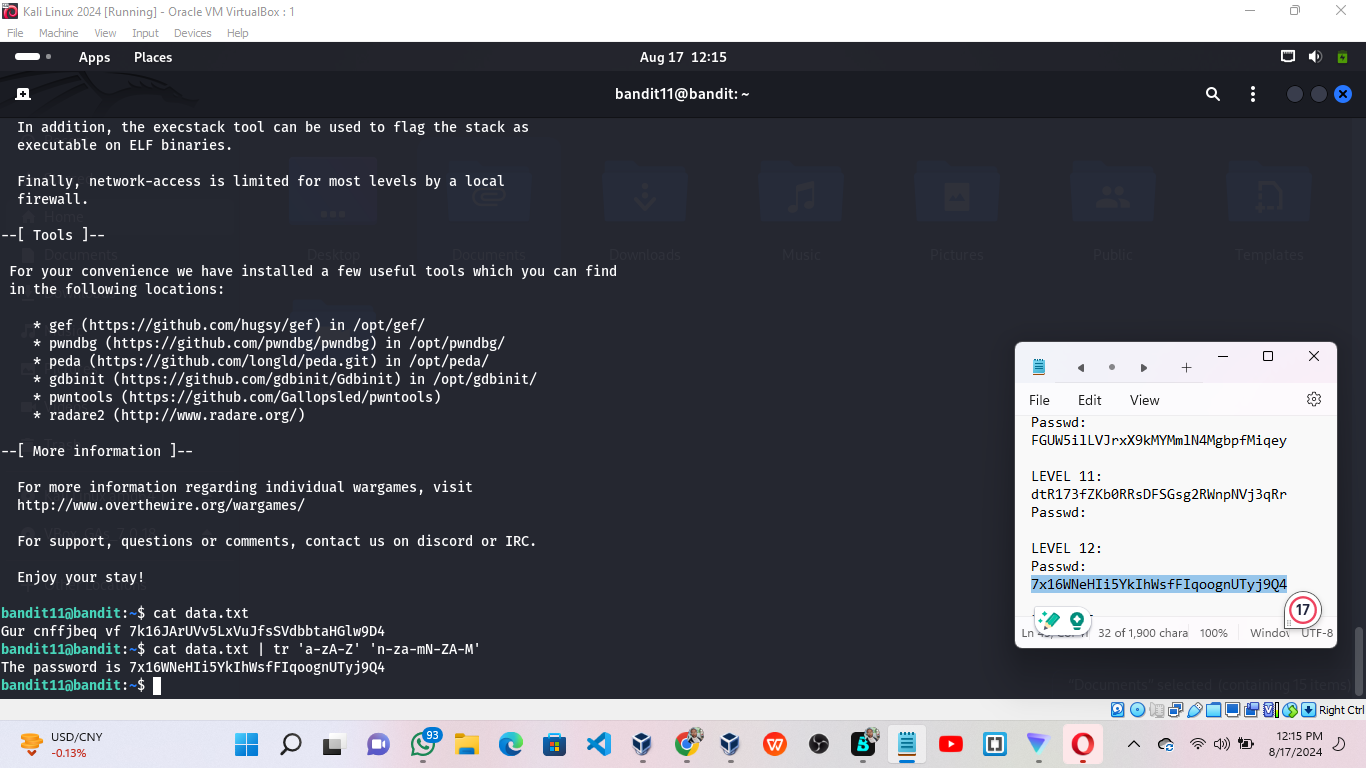 Kali Linux 2024 [Running] - Oracle VM VirtualBox : 1
File Machine View Input Devices Help
Apps Places Aug 17 12:15
bandit11@bandit: ~
In addition, the execstack tool can be used to flag the stack as
executable on ELF binaries.
Finally, network-access is limited for most levels by a local
firewall.
--[ Tools ]--
For your convenience we have installed a few useful tools which you can find
in the following locations:
* gef (https://github.com/hugsy/gef) in /opt/gef/
* pwndbg (https://github.com/pwndbg/pwndbg) in /opt/pwndbg/
* peda (https://github.com/longld/peda.git) in /opt/peda/
* gdbinit (https://github.com/gdbinit/Gdbinit) in /opt/gdbinit/
* pwntools (https://github.com/Gallopsled/pwntools)
* radare2 (http://www.radare.org/)
--[ More information ]--
For more information regarding individual wargames, visit
http://www.overthewire.org/wargames/
For support, questions or comments, contact us on discord or IRC.
Enjoy your stay!
bandit11@bandit:~$ cat data.txt
Gur cnffjbeq vf 7k16JArUVv5LxVuJfsSVdbbtaHGlw9D4
bandit11@bandit:~$ cat data.txt | tr 'a-zA-Z' 'n-za-mN-ZA-M'
The password is 7x16WNeHIi5YkIhWsfFIqoognUTyj9Q4
bandit11@bandit:~$
Home
Documents
Desktop
Documents
Downloads
Music
Pictures
Public
Templates
"Documents" selected (containing 15 items)
File Edit View
Passwd:
FGUW5ilLVJrxX9kMYMmlN4MgbpfMiqey
LEVEL 11:
dtR173fZKb0RRsDFSGsg2RWnpNVj3qRr
Passwd:
LEVEL 12:
Passwd:
7x16WNeHIi5YkIhWsfFIqoognUTyj9Q4
17
32 of 1,900 chara 100% UTF-8
Right Ctrl
USD/CNY
-0.13%
93
12:15 PM
8/17/2024